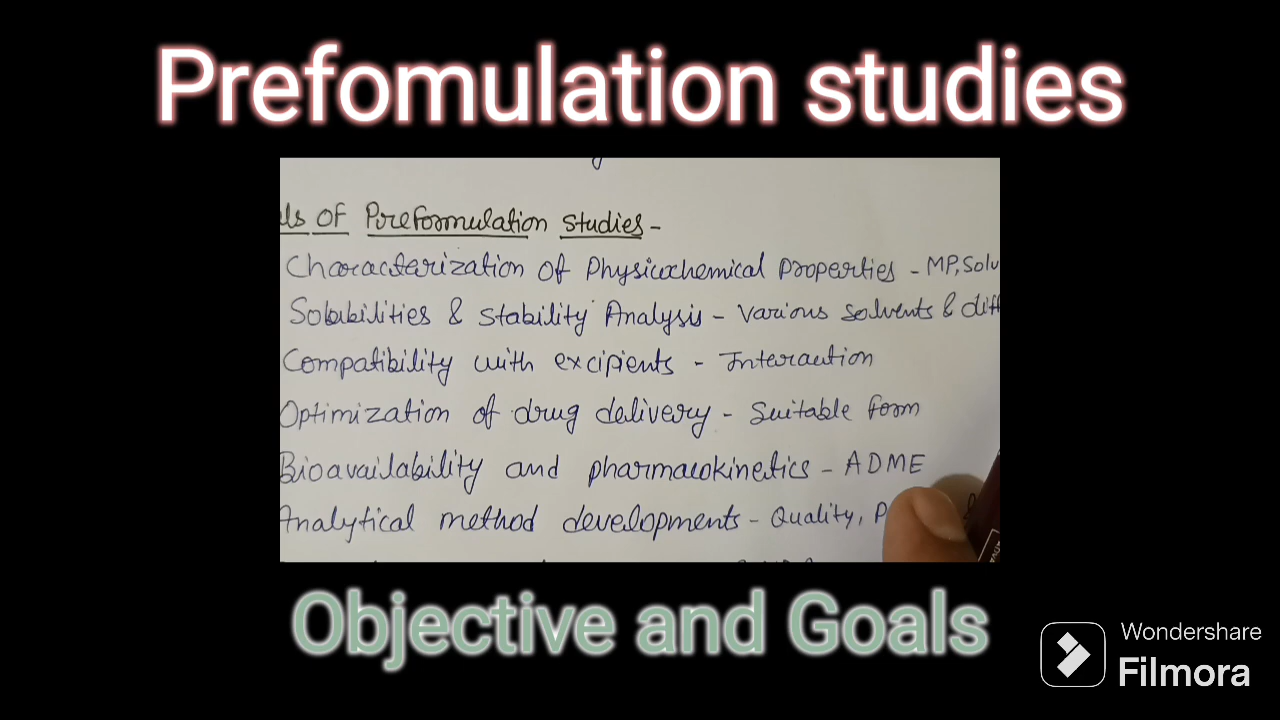 Prefomulation studies
of Preformulation studies -
Characterization of Physicochemical properties - MP, Solu
Solubilities & stability Analysis - various solvents & diff
Compatibility with excipients - Interaction
Optimization of drug delivery - Suitable form
Bioavailability and pharmacokinetics - ADME
Analytical method developments - Quality, P
Objective and Goals
Wondershare
Filmora